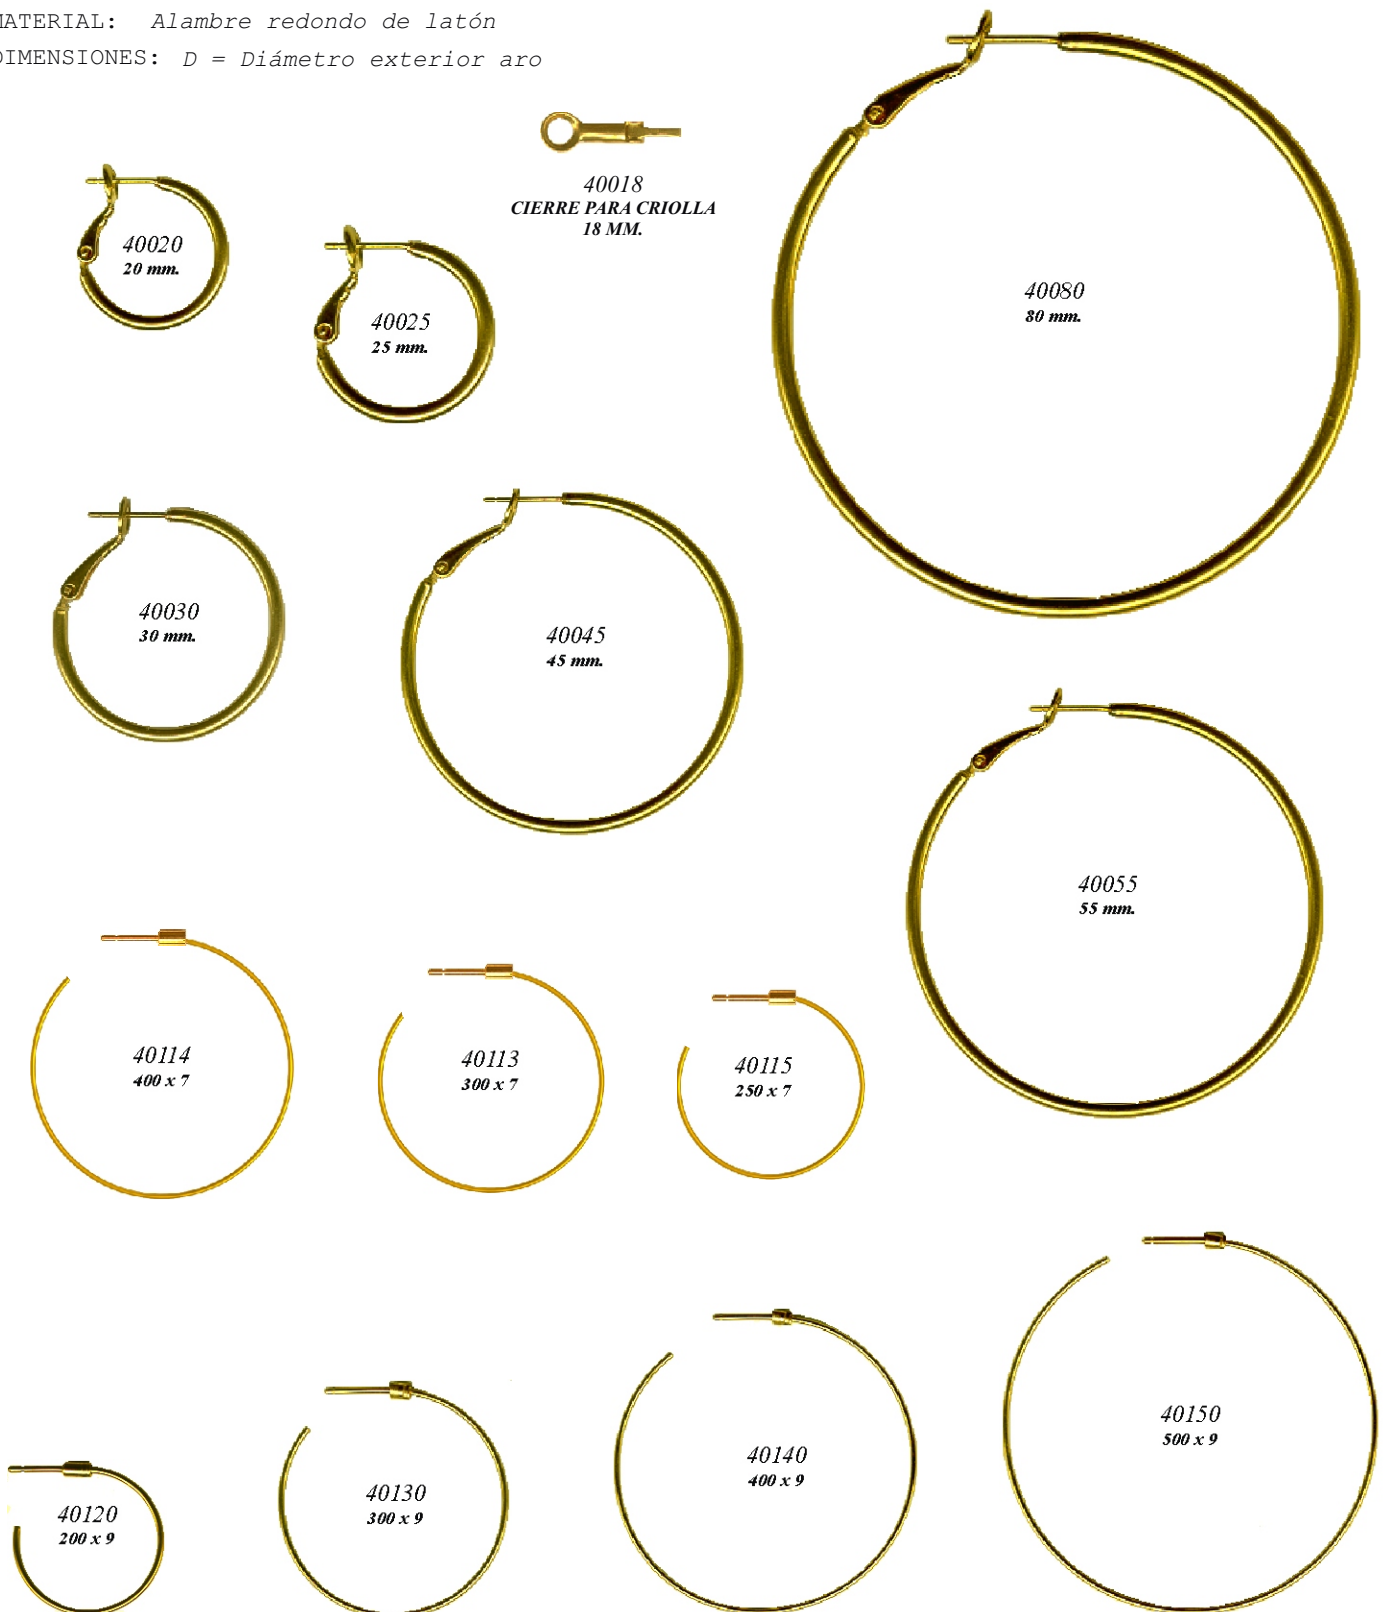 MATERIAL: Alambre redondo de latón
DIMENSIONES: D = Diámetro exterior aro
40018
CIERRE PARA CRIOLLA
18 MM.
40020
20 mm.
40025
25 mm.
40080
80 mm.
40030
30 mm.
40045
45 mm.
40055
55 mm.
40114
400 x 7
40113
300 x 7
40115
250 x 7
40150
500 x 9
40140
400 x 9
40130
300 x 9
40120
200 x 9